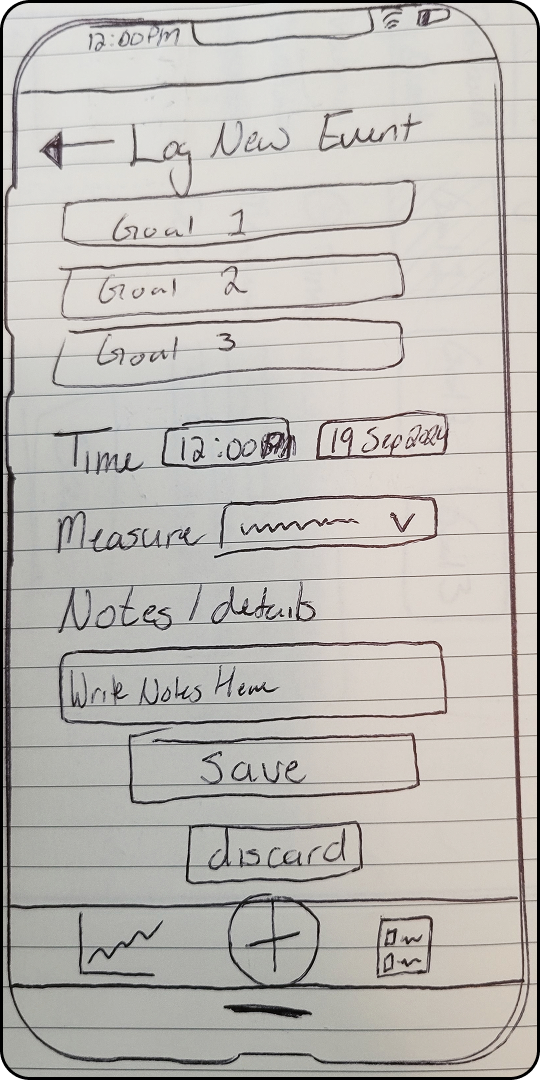 12:00PM
Log New Event
Goal 1
Goal 2
Goal 3
Time 12:00PM 19 Sep 2024
Measure
Notes / details
Write Notes Here
Save
discard